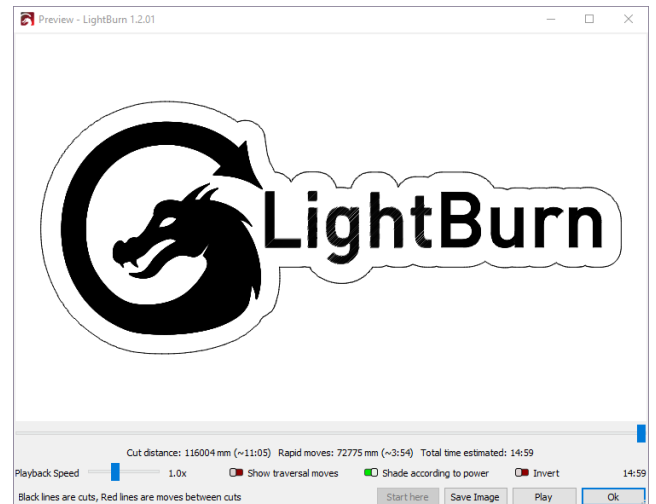 Preview - LightBurn 1.2.01
LightBurn
Cut distance: 116004 mm (~11:05) Rapid moves: 72775 mm (~3:54) Total time estimated: 14:59
Playback Speed 1.0x Show traversal moves Shade according to power Invert 14:59
Black lines are cuts, Red lines are moves between cuts Start here Save Image Play Ok